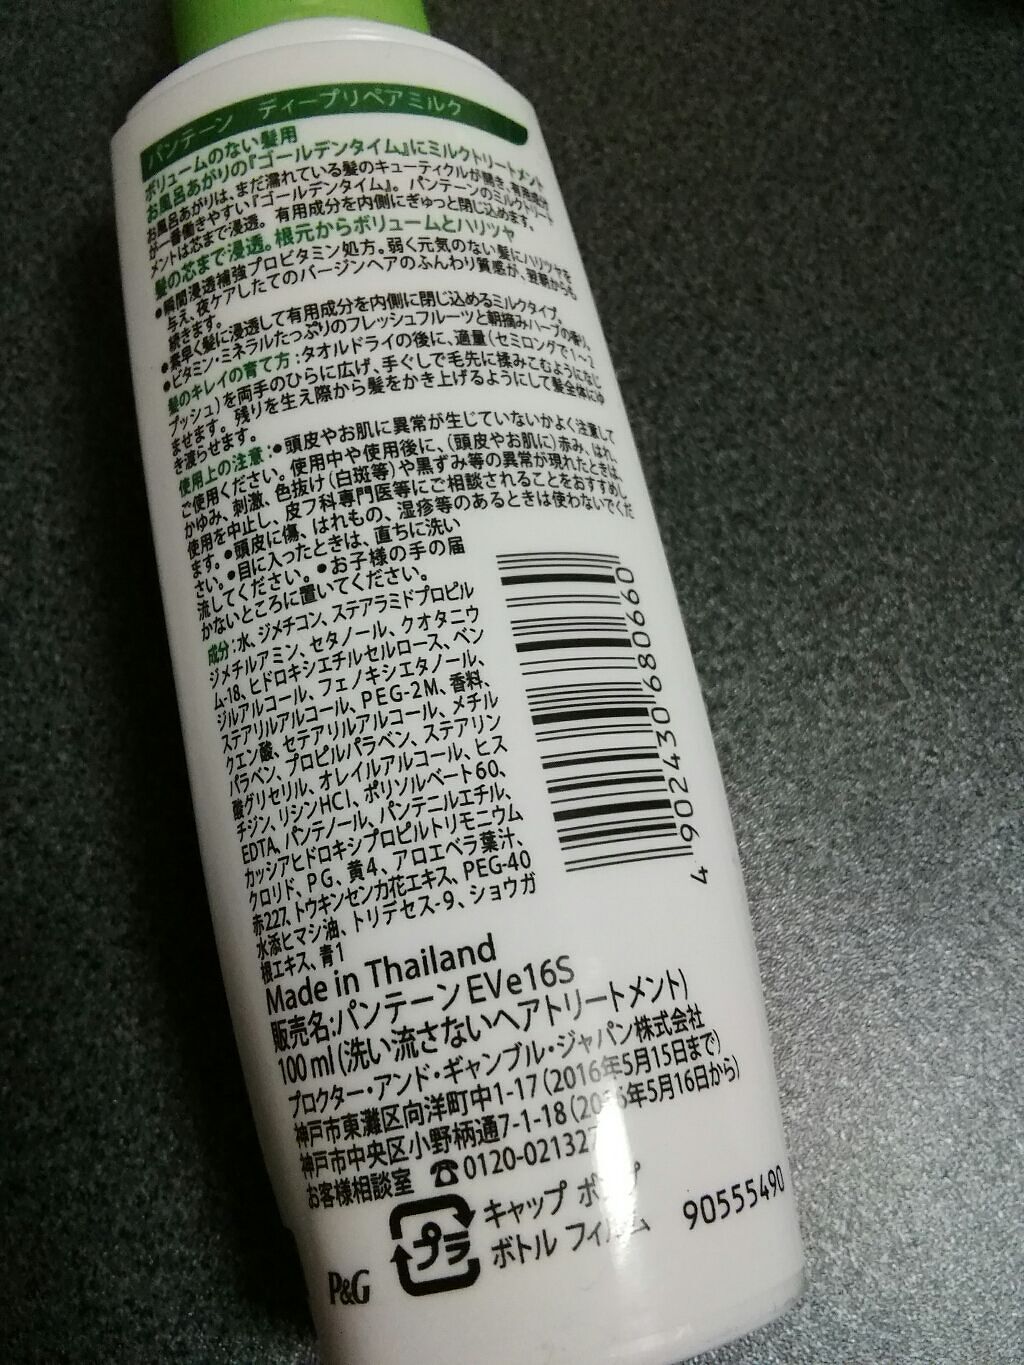 パンテーン ディープリペアミルク
ボリュームのない髪用
お風呂あがりの『ゴールデンタイム』にミルクトリートメント
お風呂あがりは、まだ濡れている髪のキューティクルが開き、有用成分
が一番働きやすい『ゴールデンタイム』。パンテーンのミルクトリート
メントは芯まで浸透。有用成分を内側にぎゅっと閉じ込めます。
髪の芯まで浸透。根元からボリュームとハリツヤ
●瞬間浸透補強プロビタミン処方。弱く元気のない髪にハリツヤを
与え、夜ケアしたてのバージンヘアのふんわり質感が、翌朝からも
続きます。
●素早く髪に浸透して有用成分を内側に閉じ込めるミルクタイプ。
●ビタミン・ミネラルたっぷりのフレッシュフルーツと朝摘みハーブの香り。
髪のキレイの育て方:タオルドライの後に、適量(セミロングで1~2
プッシュ)を両手のひらに広げ、手ぐしで毛先に揉みこむようになじ
ませます。残りを生え際から髪をかき上げるようにして髪全体にゆ
き渡らせます。
使用上の注意:●頭皮やお肌に異常が生じていないかよく注意して
ご使用ください。使用中や使用後に、(頭皮やお肌に)赤み、はれ、
かゆみ、刺激、色抜け(白斑等)や黒ずみ等の異常が現れたときは、
使用を中止し、皮フ科専門医等にご相談されることをおすすめし
ます。●頭皮に傷、はれもの、湿疹等のあるときは使わないでくだ
さい。●目に入ったときは、直ちに洗い
流してください。●お子様の手の届
かないところに置いてください。
成分:水、ジメチコン、ステアラミドプロピル
ジメチルアミン、セタノール、クオタニウ
ム-18、ヒドロキシエチルセルロース、ベン
ジルアルコール、フェノキシエタノール、
ステアリルアルコール、PEG-2M、香料、
クエン酸、セテアリルアルコール、メチル
パラベン、プロピルパラベン、ステアリン
酸グリセリル、オレイルアルコール、ヒス
チジン、リシンHCl、ポリソルベート60、
EDTA、パンテノール、パンテニルエチル、
カッシアヒドロキシプロピルトリモニウム
クロリド、PG、黄4、アロエベラ葉汁、
赤227、トウキンセンカ花エキス、PEG-40
水添ヒマシ油、トリデセス-9、ショウガ
根エキス、青1
4 902430 680660
Made in Thailand
販売名:パンテーンEVe16S
100ml(洗い流さないヘアトリートメント)
プロクター・アンド・ギャンブル・ジャパン株式会社
神戸市東灘区向洋町中1-17(2016年5月15日まで)
神戸市中央区小野柄通7-1-18(2016年5月16日から)
お客様相談室 ☎0120-021327
プラ
キャップ ポンプ
ボトル フィルム
90555490
P&G